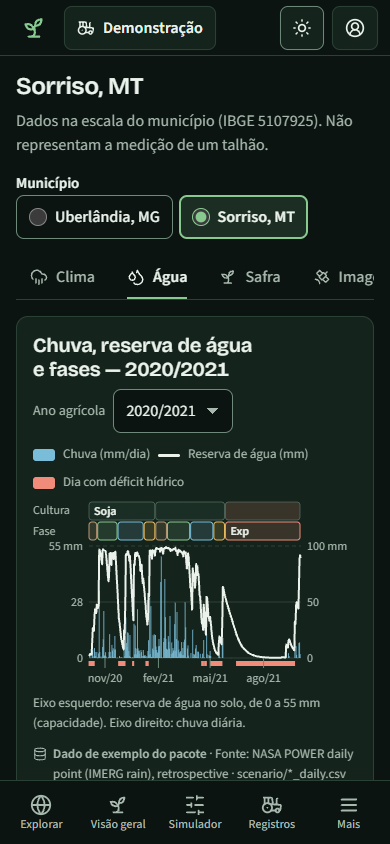 Demonstração
Sorriso, MT
Dados na escala do município (IBGE 5107925). Não
representam a medição de um talhão.
Município
Uberlândia, MG
Sorriso, MT
Clima
Água
Safra
Image
Chuva, reserva de água
e fases — 2020/2021
Ano agrícola
2020/2021
Chuva (mm/dia)
Reserva de água (mm)
Dia com déficit hídrico
Cultura
Soja
Fase
Exp
55 mm
100 mm
28
50
0
0
nov/20
fev/21
mai/21
ago/21
Eixo esquerdo: reserva de água no solo, de 0 a 55 mm
(capacidade). Eixo direito: chuva diária.
Dado de exemplo do pacote · Fonte: NASA POWER daily
point (IMERG rain), retrospective · scenario/*_daily.csv
Explorar
Visão geral
Simulador
Registros
Mais